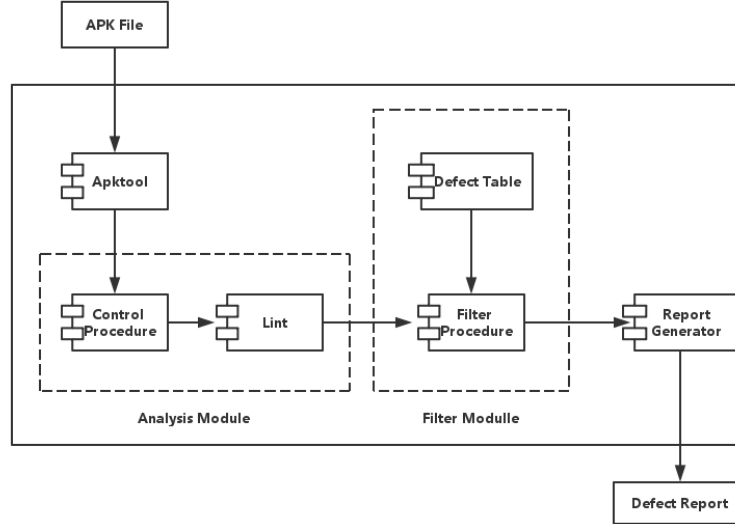 APK File
Apktool
Defect Table
Control
Procedure
Lint
Filter
Procedure
Report
Generator
Analysis Module
Filter Modulle
Defect Report